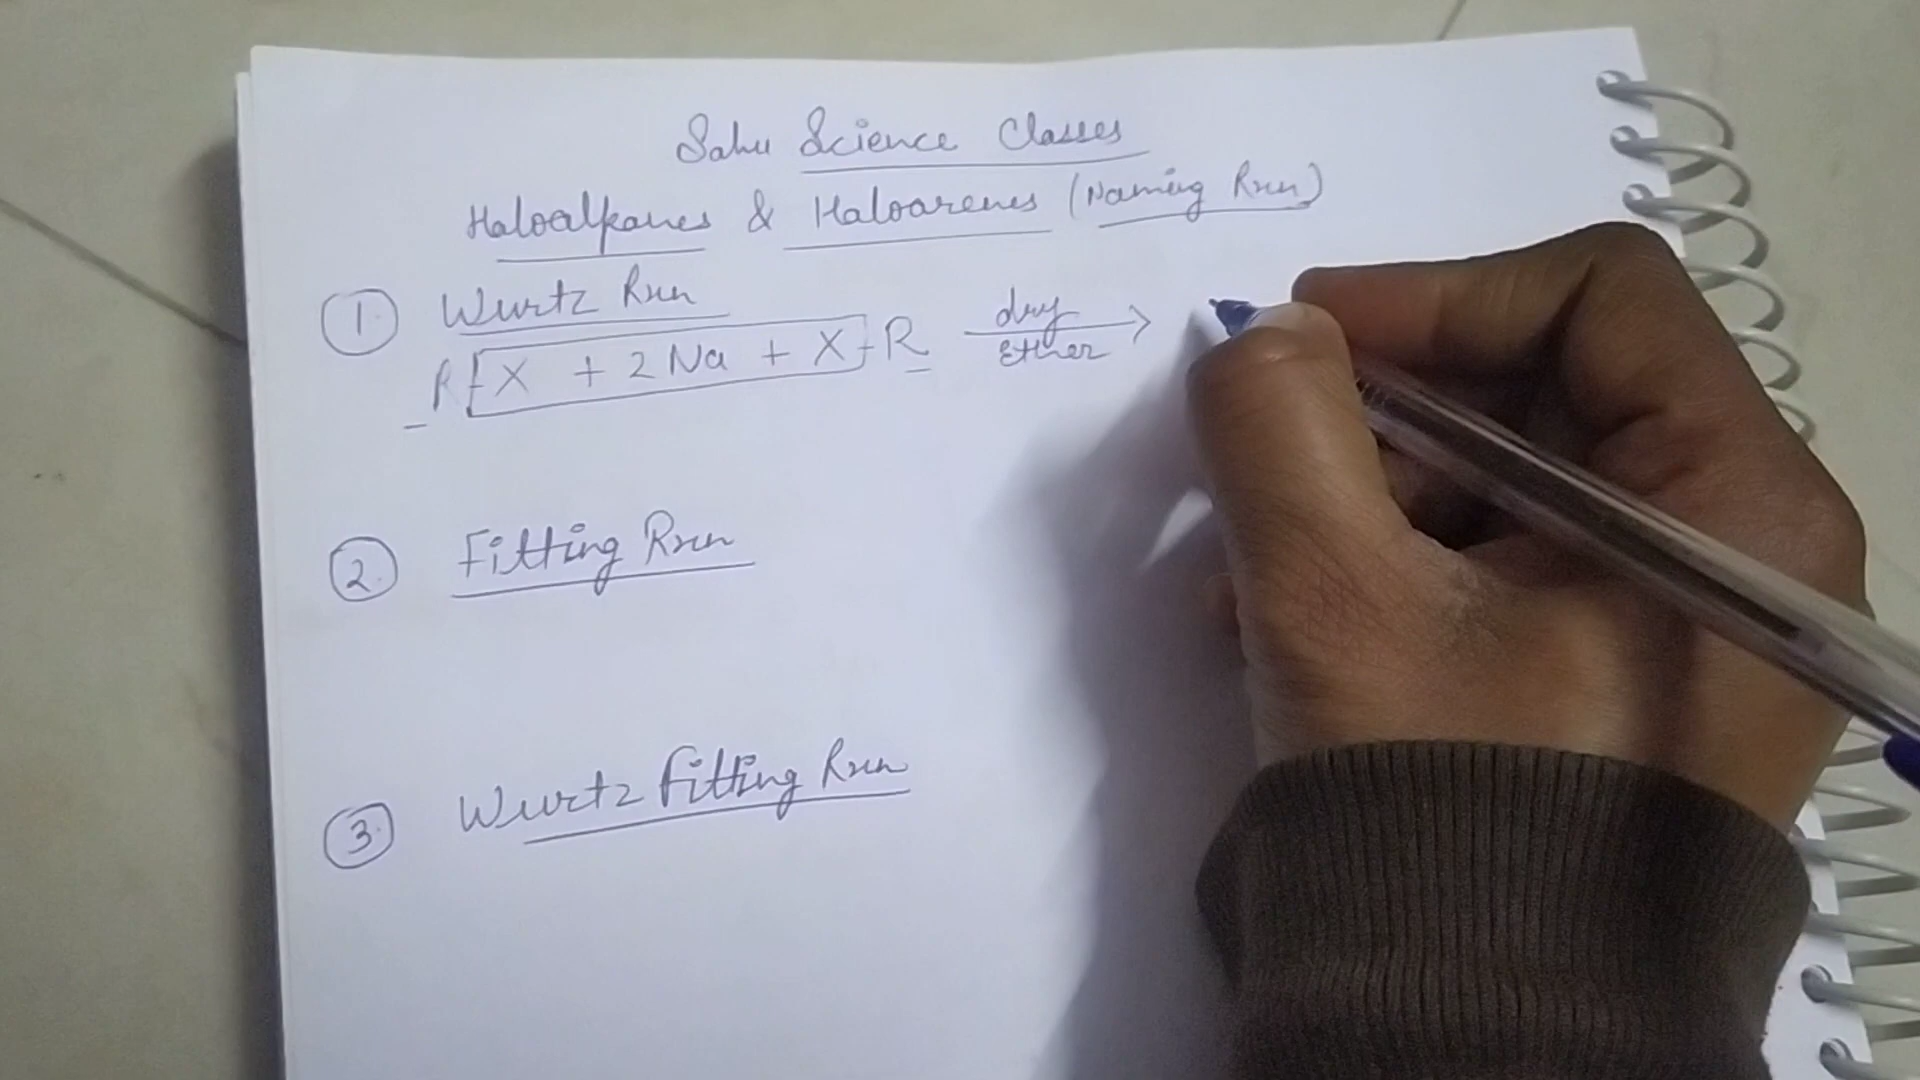 Sahu Science Classes
Haloalkanes & Haloarenes (Naming Rxn)
1. Wurtz Rxn
R-X + 2Na + X-R dry Ether →
2. Fitting Rxn
3. Wurtz Fitting Rxn